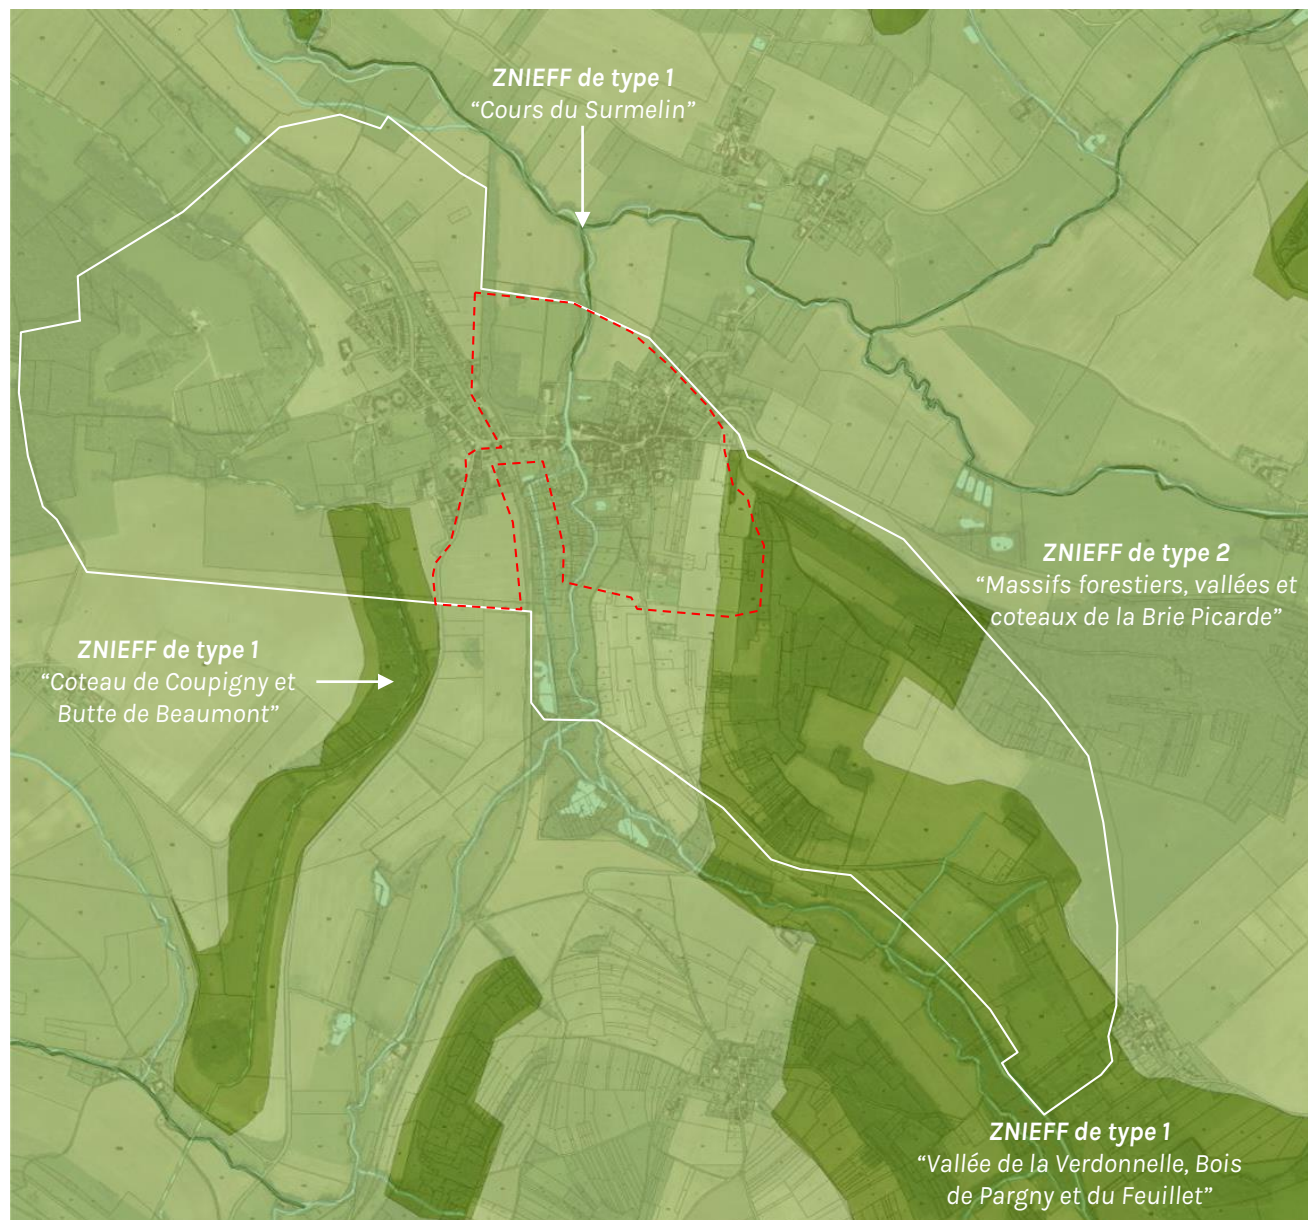 ZNIEFF de type 1
“Cours du Surmelin”
ZNIEFF de type 2
“Massifs forestiers, vallées et
coteaux de la Brie Picarde”
ZNIEFF de type 1
“Coteau de Coupigny et
Butte de Beaumont”
ZNIEFF de type 1
“Vallée de la Verdonnelle, Bois
de Pargny et du Feuillet”